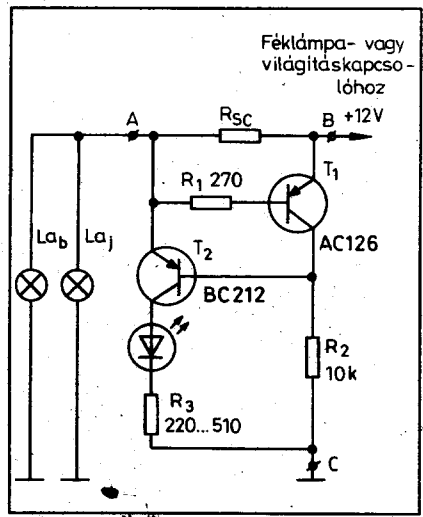 Féklámpa- vagy
világításkapcso-
lóhoz
A
RSC
B
+12V
R1 270
T1
AC126
Lab
Laj
T2
BC212
R2
10k
R3
220...510
C